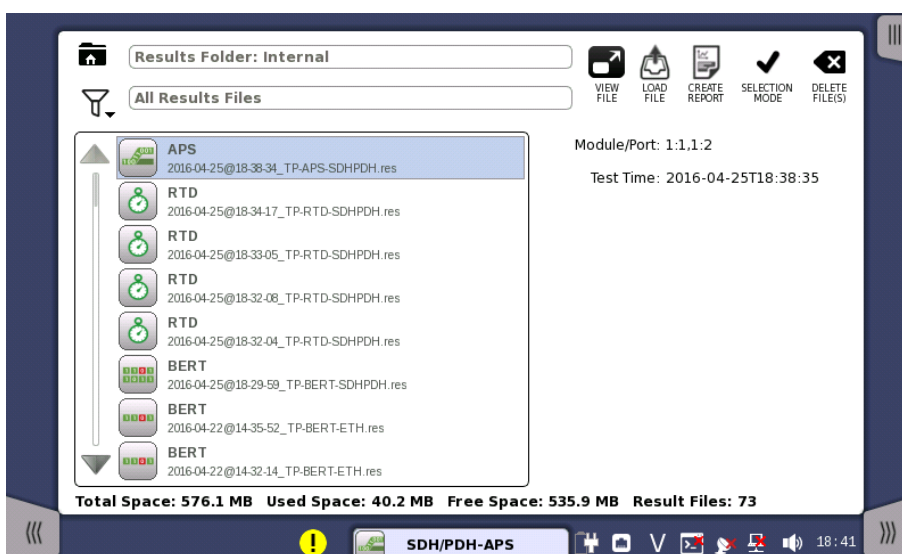 Results Folder: Internal
All Results Files
VIEW FILE
LOAD FILE
CREATE REPORT
SELECTION MODE
DELETE FILE(S)
APS
2016-04-25@18-38-34_TP-APS-SDHPDH.res
RTD
2016-04-25@18-34-17_TP-RTD-SDHPDH.res
RTD
2016-04-25@18-33-05_TP-RTD-SDHPDH.res
RTD
2016-04-25@18-32-08_TP-RTD-SDHPDH.res
RTD
2016-04-25@18-32-04_TP-RTD-SDHPDH.res
BERT
2016-04-25@18-29-59_TP-BERT-SDHPDH.res
BERT
2016-04-22@14-35-52_TP-BERT-ETH.res
BERT
2016-04-22@14-32-14_TP-BERT-ETH.res
Module/Port: 1:1,1:2
Test Time: 2016-04-25T18:38:35
Total Space: 576.1 MB Used Space: 40.2 MB Free Space: 535.9 MB Result Files: 73
! SDH/PDH-APS V 18:41